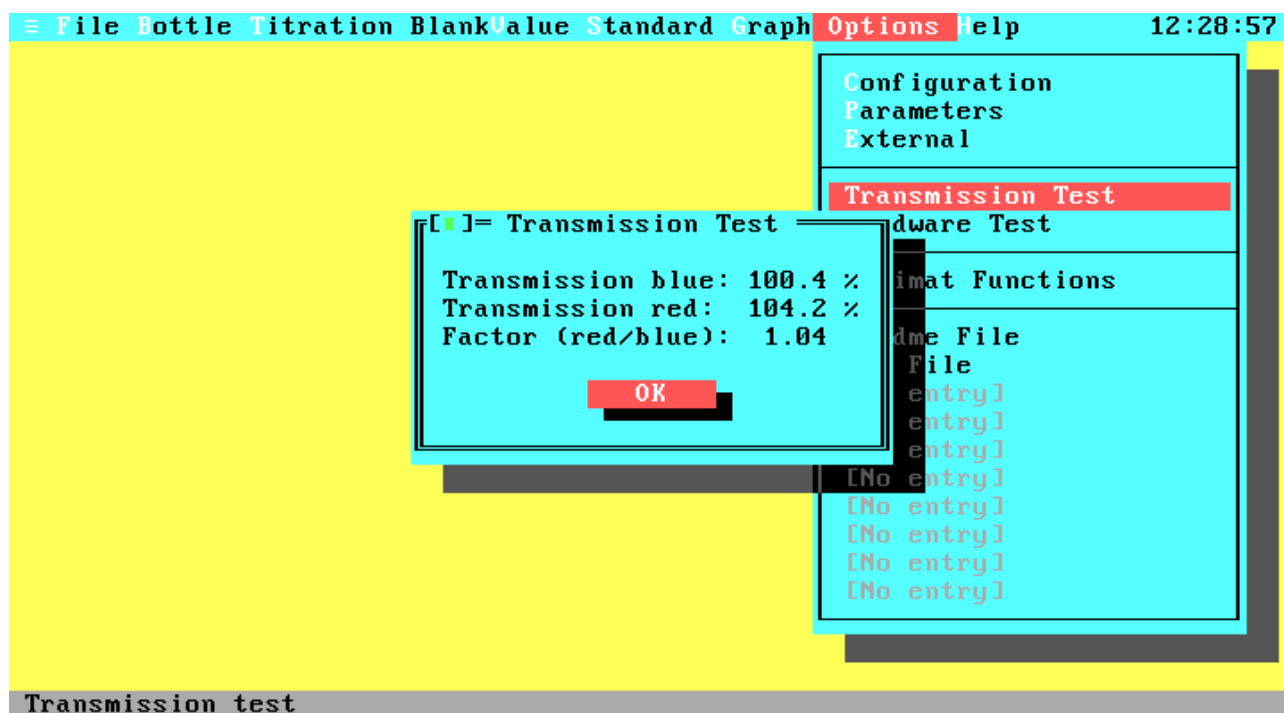 ≡ File Bottle Titration BlankValue Standard Graph Options Help 12:28:57
Configuration
Parameters
External
Transmission Test
[■]= Transmission Test
dware Test
Transmission blue: 100.4 %
imat Functions
Transmission red: 104.2 %
Factor (red/blue): 1.04
dme File
File
OK
entry]
entry]
entry]
[No entry]
[No entry]
[No entry]
[No entry]
[No entry]
Transmission test